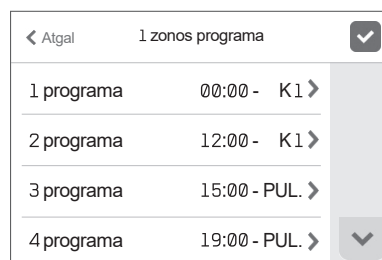 Atgal 1 zonos programa
1 programa 00:00 - K1
2 programa 12:00 - K1
3 programa 15:00 - PUL.
4 programa 19:00 - PUL.